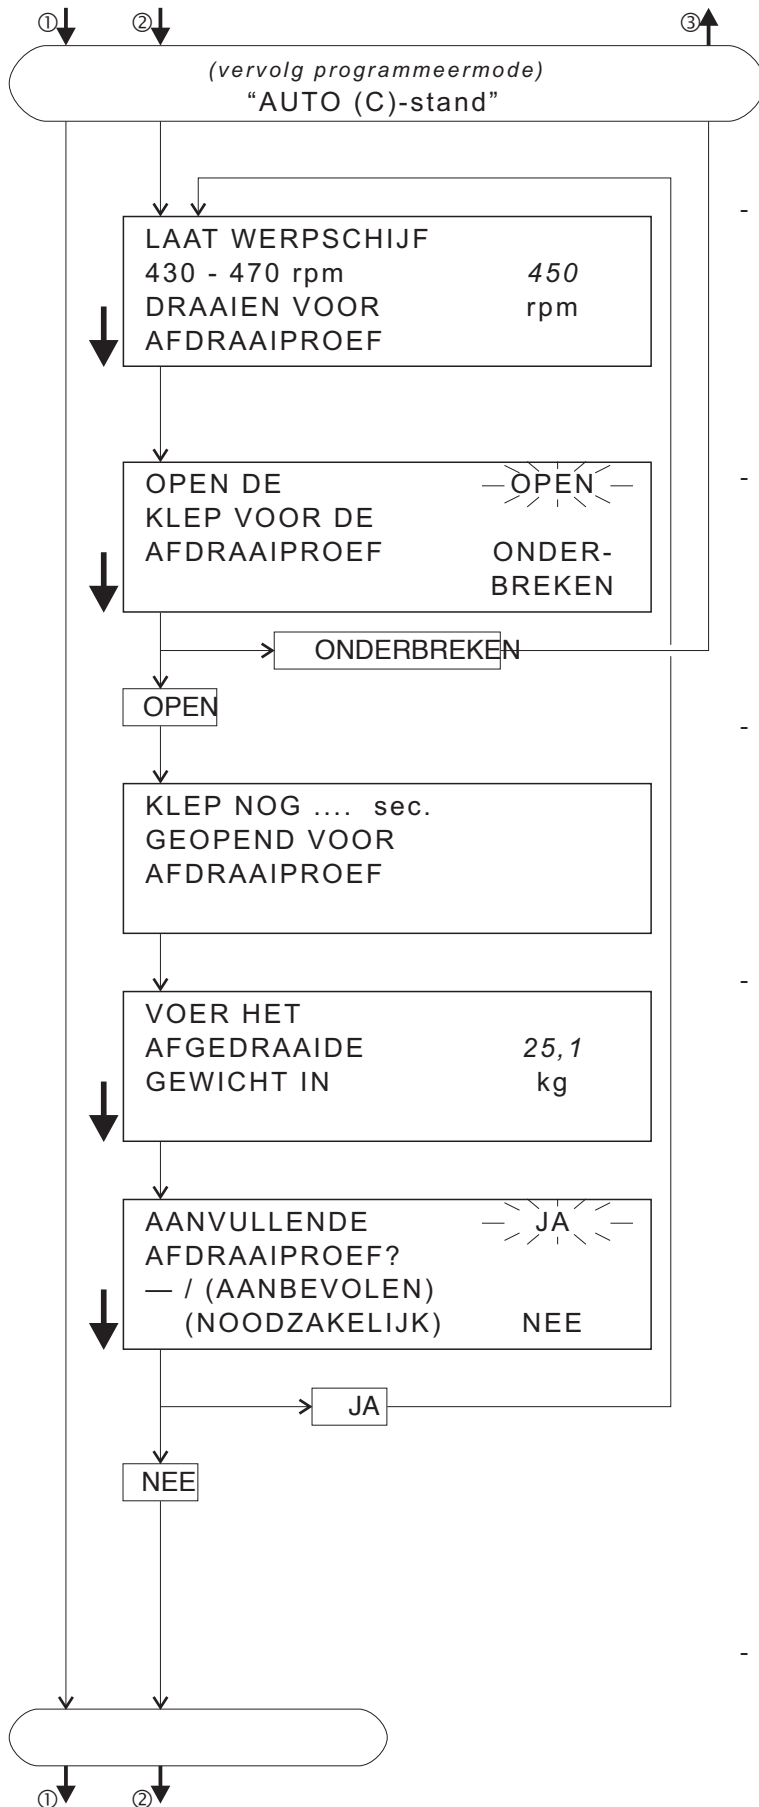 ① ② ③
(vervolg programmeermode)
“AUTO (C)-stand”
-
LAAT WERPSCHIJF
430 - 470 rpm 450
DRAAIEN VOOR rpm
AFDRAAIPROEF
-
OPEN DE OPEN
KLEP VOOR DE
AFDRAAIPROEF ONDER-
BREKEN
ONDERBREKEN
OPEN
-
KLEP NOG .... sec.
GEOPEND VOOR
AFDRAAIPROEF
-
VOER HET
AFGEDRAAIDE 25,1
GEWICHT IN kg
AANVULLENDE JA
AFDRAAIPROEF?
— / (AANBEVOLEN)
(NOODZAKELIJK) NEE
JA
NEE
-
① ②